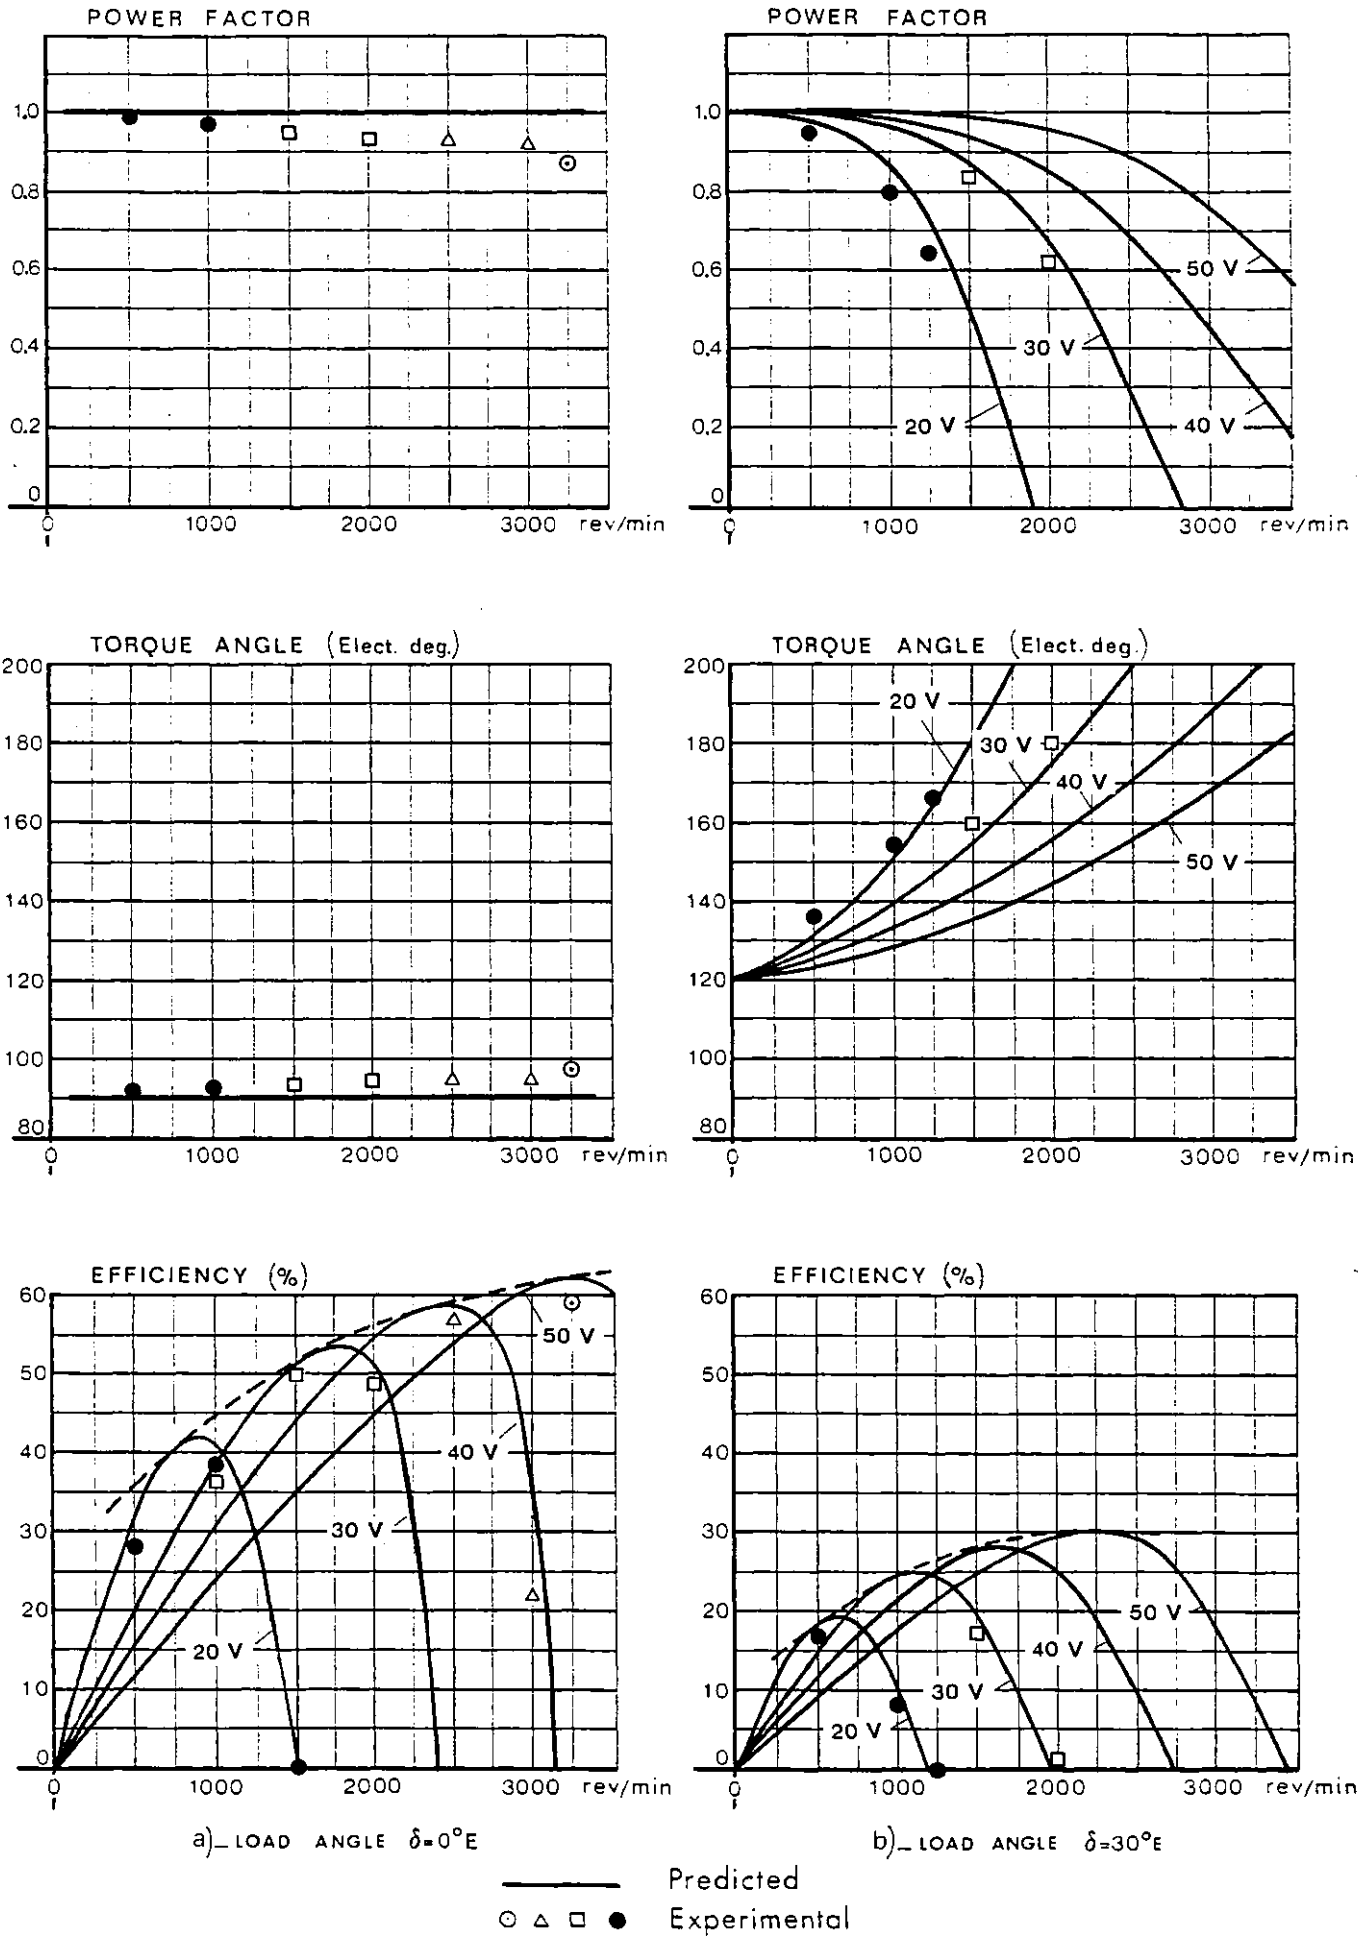 POWER FACTOR
1.0
0.8
0.6
0.4
0.2
0
0 1000 2000 3000 rev/min
POWER FACTOR
1.0
0.8
0.6
0.4
0.2
0
50 V
30 V
20 V
40 V
0 1000 2000 3000 rev/min
TORQUE ANGLE (Elect. deg.)
200
180
160
140
120
100
80
0 1000 2000 3000 rev/min
TORQUE ANGLE (Elect. deg.)
200
180
160
140
120
100
80
20 V
30 V
40 V
50 V
0 1000 2000 3000 rev/min
EFFICIENCY (%)
60
50
40
30
20
10
0
50 V
40 V
30 V
20 V
0 1000 2000 3000 rev/min
a)_ LOAD ANGLE δ=0°E
EFFICIENCY (%)
60
50
40
30
20
10
0
50 V
40 V
30 V
20 V
0 1000 2000 3000 rev/min
b)_ LOAD ANGLE δ=30°E
Predicted
Experimental